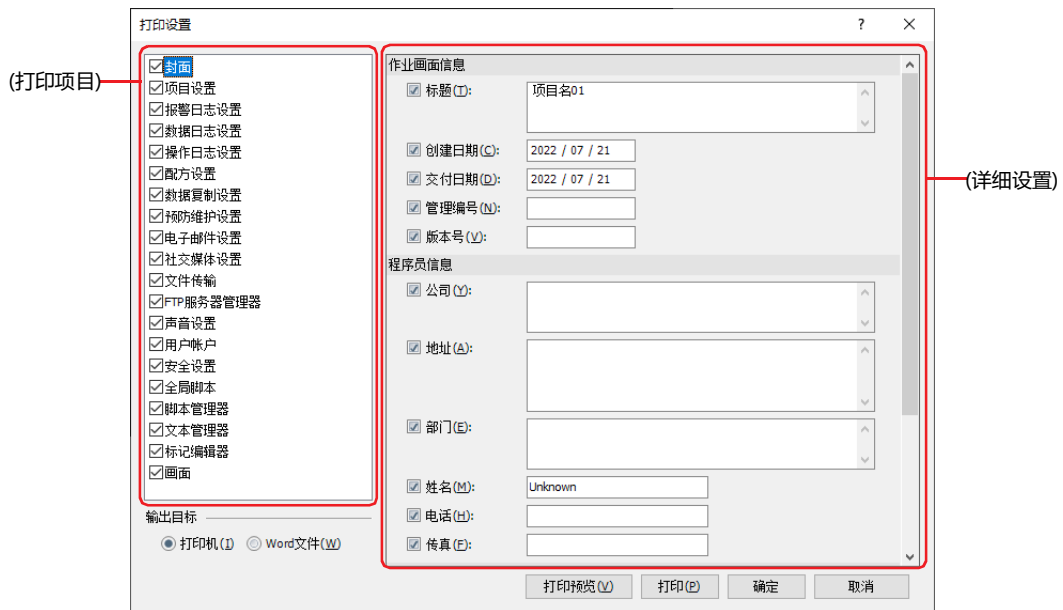 打印设置
?
(打印项目)
封面
项目设置
报警日志设置
数据日志设置
操作日志设置
配方设置
数据复制设置
预防维护设置
电子邮件设置
社交媒体设置
文件传输
FTP服务器管理器
声音设置
用户帐户
安全设置
全局脚本
脚本管理器
文本管理器
标记编辑器
画面
输出目标
打印机(I) Word文件(W)
作业画面信息
标题(T): 项目名01
创建日期(C): 2022 / 07 / 21
交付日期(D): 2022 / 07 / 21
管理编号(N):
版本号(V):
程序员信息
公司(Y):
地址(A):
部门(E):
姓名(M): Unknown
电话(H):
传真(F):
(详细设置)
打印预览(V) 打印(P) 确定 取消